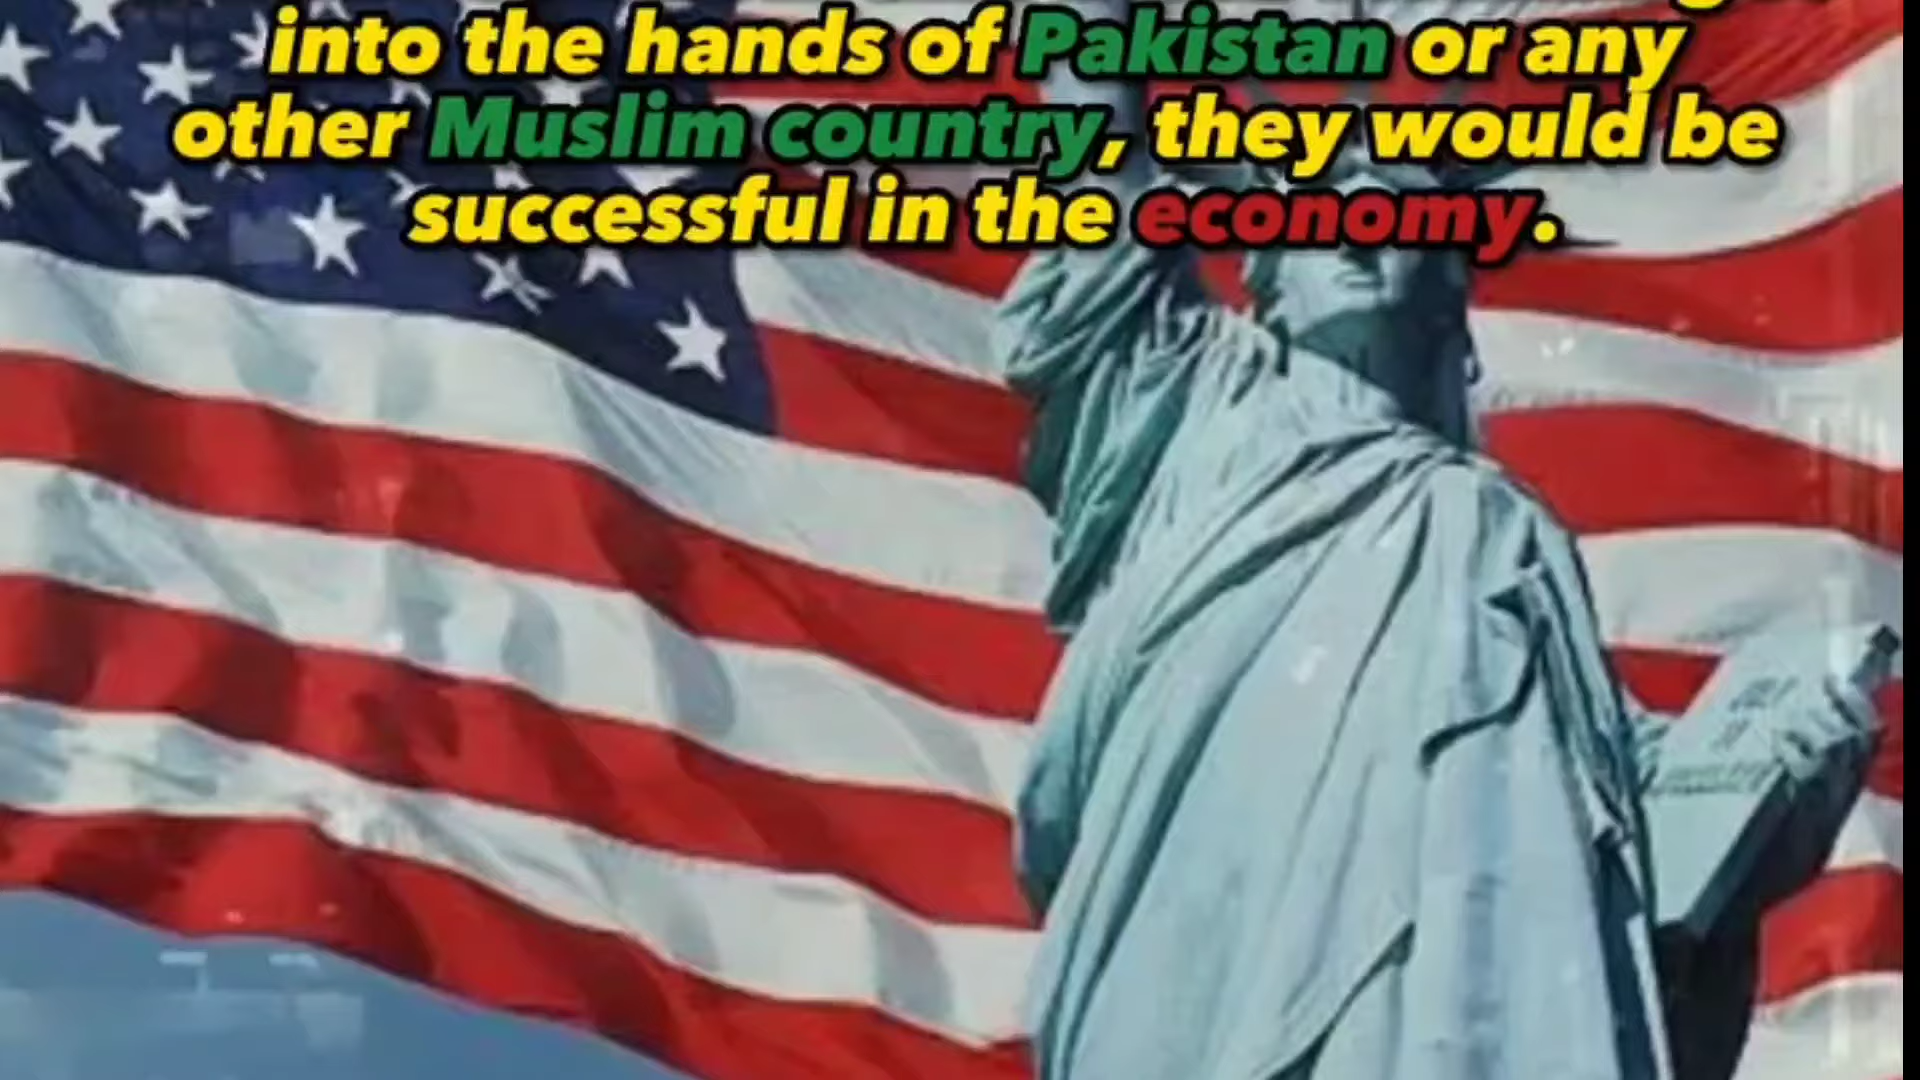 into the hands of Pakistan or any
other Muslim country, they would be
successful in the economy.